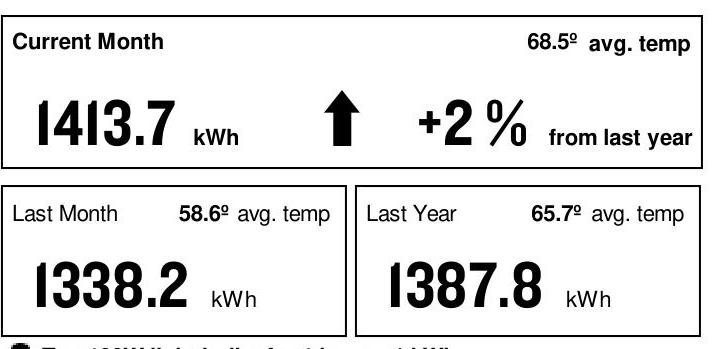 Current Month 68.5º avg. temp
1413.7 kWh +2% from last year
Last Month 58.6º avg. temp
1338.2 kWh
Last Year 65.7º avg. temp
1387.8 kWh